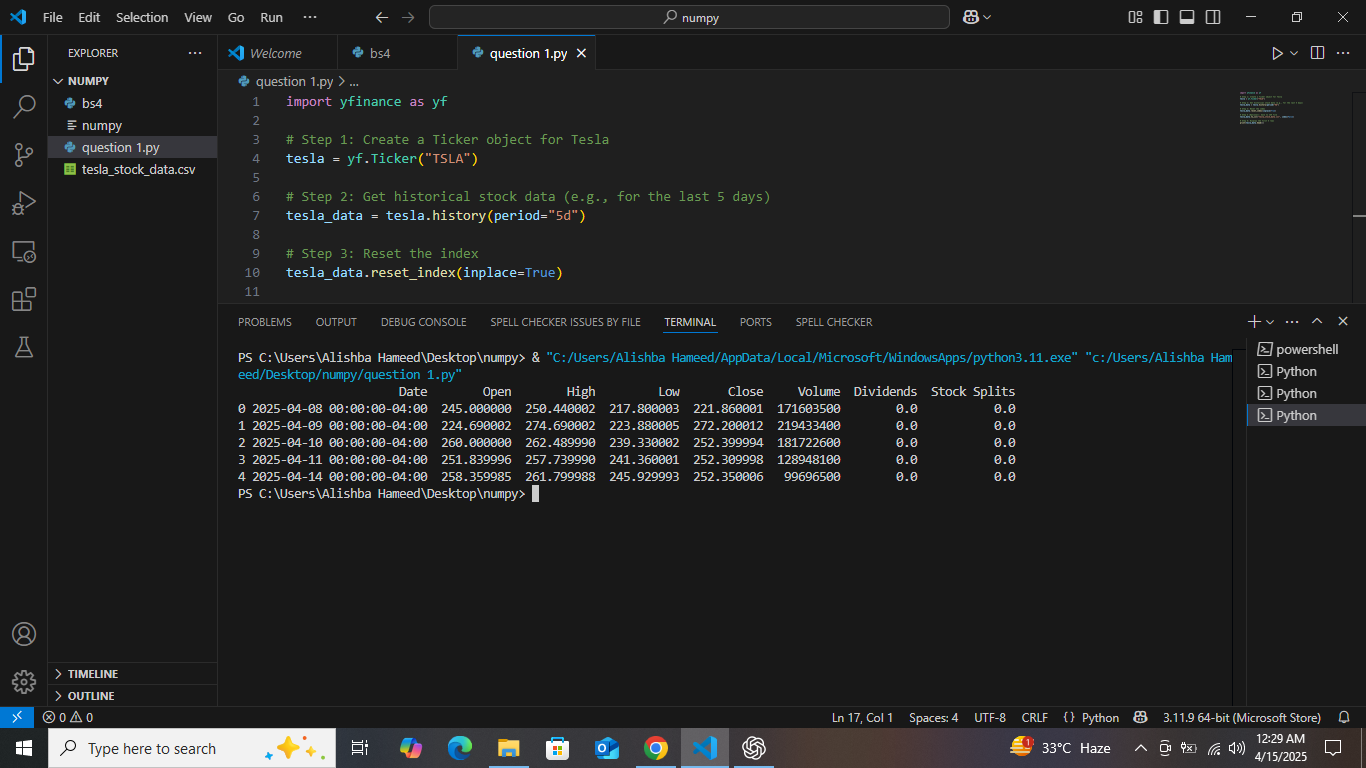 File Edit Selection View Go Run ··· numpy
EXPLORER ···
Welcome bs4 question 1.py
NUMPY
bs4
numpy
question 1.py
tesla_stock_data.csv
question 1.py > ...
1 import yfinance as yf
2
3 # Step 1: Create a Ticker object for Tesla
4 tesla = yf.Ticker("TSLA")
5
6 # Step 2: Get historical stock data (e.g., for the last 5 days)
7 tesla_data = tesla.history(period="5d")
8
9 # Step 3: Reset the index
10 tesla_data.reset_index(inplace=True)
11
PROBLEMS OUTPUT DEBUG CONSOLE SPELL CHECKER ISSUES BY FILE TERMINAL PORTS SPELL CHECKER
PS C:\Users\Alishba Hameed\Desktop\numpy> & "C:/Users/Alishba Hameed/AppData/Local/Microsoft/WindowsApps/python3.11.exe" "c:/Users/Alishba Ham
eed/Desktop/numpy/question 1.py"
Date Open High Low Close Volume Dividends Stock Splits
0 2025-04-08 00:00:00-04:00 245.000000 250.440002 217.800003 221.860001 171603500 0.0 0.0
1 2025-04-09 00:00:00-04:00 224.690002 274.690002 223.880005 272.200012 219433400 0.0 0.0
2 2025-04-10 00:00:00-04:00 260.000000 262.489990 239.330002 252.399994 181722600 0.0 0.0
3 2025-04-11 00:00:00-04:00 251.839996 257.739990 241.360001 252.309998 128948100 0.0 0.0
4 2025-04-14 00:00:00-04:00 258.359985 261.799988 245.929993 252.350006 99696500 0.0 0.0
PS C:\Users\Alishba Hameed\Desktop\numpy>
powershell
Python
Python
Python
TIMELINE
OUTLINE
0 0 Ln 17, Col 1 Spaces: 4 UTF-8 CRLF {} Python 3.11.9 64-bit (Microsoft Store)
Type here to search
1 33°C Haze
12:29 AM
4/15/2025